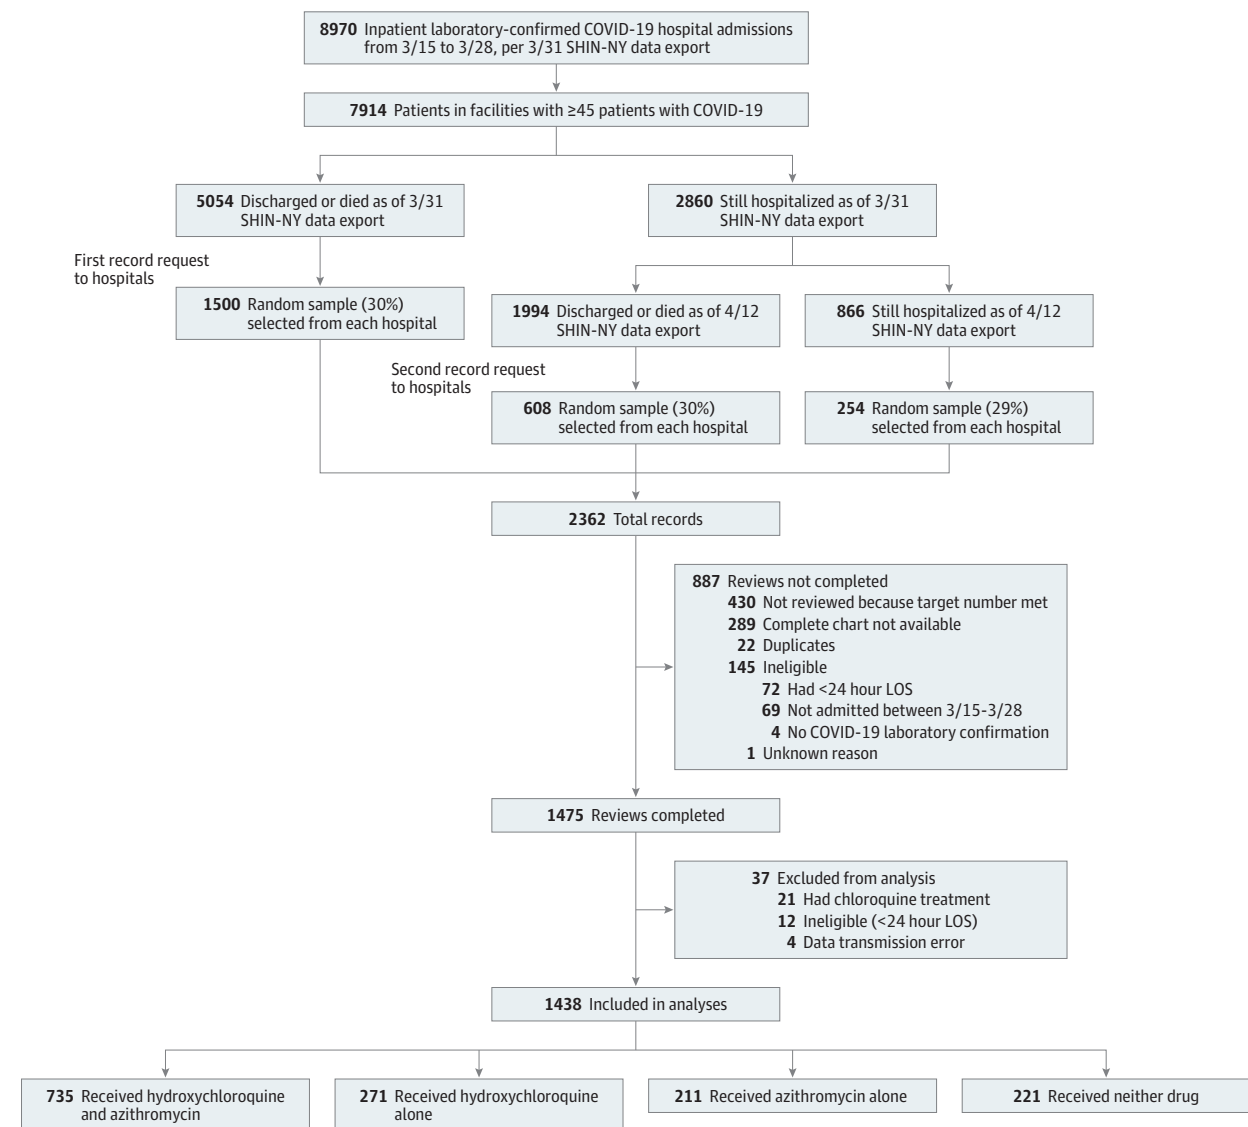 8970 Inpatient laboratory-confirmed COVID-19 hospital admissions
from 3/15 to 3/28, per 3/31 SHIN-NY data export
7914 Patients in facilities with ≥45 patients with COVID-19
5054 Discharged or died as of 3/31
SHIN-NY data export
2860 Still hospitalized as of 3/31
SHIN-NY data export
First record request
to hospitals
1500 Random sample (30%)
selected from each hospital
1994 Discharged or died as of 4/12
SHIN-NY data export
866 Still hospitalized as of 4/12
SHIN-NY data export
Second record request
to hospitals
608 Random sample (30%)
selected from each hospital
254 Random sample (29%)
selected from each hospital
2362 Total records
887 Reviews not completed
430 Not reviewed because target number met
289 Complete chart not available
22 Duplicates
145 Ineligible
72 Had <24 hour LOS
69 Not admitted between 3/15-3/28
4 No COVID-19 laboratory confirmation
1 Unknown reason
1475 Reviews completed
37 Excluded from analysis
21 Had chloroquine treatment
12 Ineligible (<24 hour LOS)
4 Data transmission error
1438 Included in analyses
735 Received hydroxychloroquine
and azithromycin
271 Received hydroxychloroquine
alone
211 Received azithromycin alone
221 Received neither drug